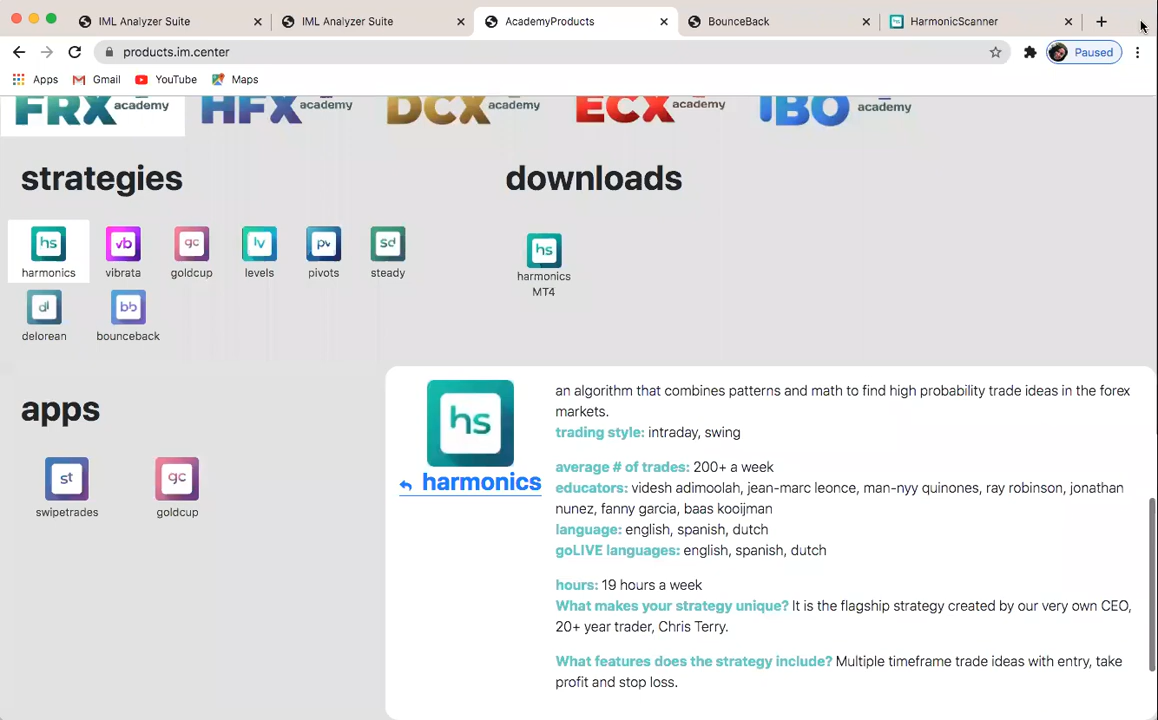 IML Analyzer Suite
IML Analyzer Suite
AcademyProducts
BounceBack
HarmonicScanner
products.im.center
Paused
Apps
Gmail
YouTube
Maps
FRX academy
HFX academy
DCX academy
ECX academy
IBO academy
strategies
downloads
hs
vb
gc
lv
pv
sd
harmonics
vibrata
goldcup
levels
pivots
steady
dl
bb
delorean
bounceback
hs
harmonics
MT4
apps
st
gc
swipetrades
goldcup
hs
harmonics
an algorithm that combines patterns and math to find high probability trade ideas in the forex
markets.
trading style: intraday, swing
average # of trades: 200+ a week
educators: videsh adimoolah, jean-marc leonce, man-nyy quinones, ray robinson, jonathan
nunez, fanny garcia, baas kooijman
language: english, spanish, dutch
goLIVE languages: english, spanish, dutch
hours: 19 hours a week
What makes your strategy unique? It is the flagship strategy created by our very own CEO,
20+ year trader, Chris Terry.
What features does the strategy include? Multiple timeframe trade ideas with entry, take
profit and stop loss.